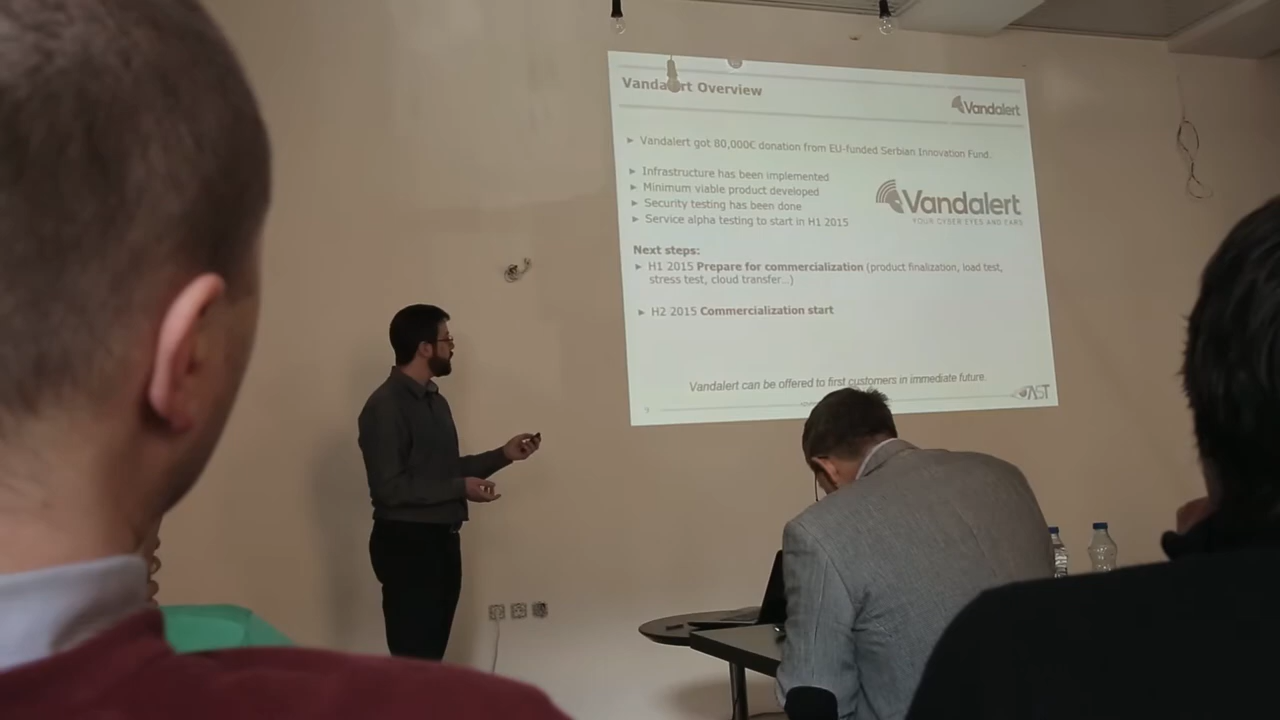 Vandalert Overview
Vandalert
► Vandalert got 80,000€ donation from EU-funded Serbian Innovation Fund.
► Infrastructure has been implemented
► Minimum viable product developed
► Security testing has been done
► Service alpha testing to start in H1 2015
Vandalert
YOUR CYBER EYES AND EARS
Next steps:
► H1 2015 Prepare for commercialization (product finalization, load test,
stress test, cloud transfer...)
► H2 2015 Commercialization start
Vandalert can be offered to first customers in immediate future.
AST